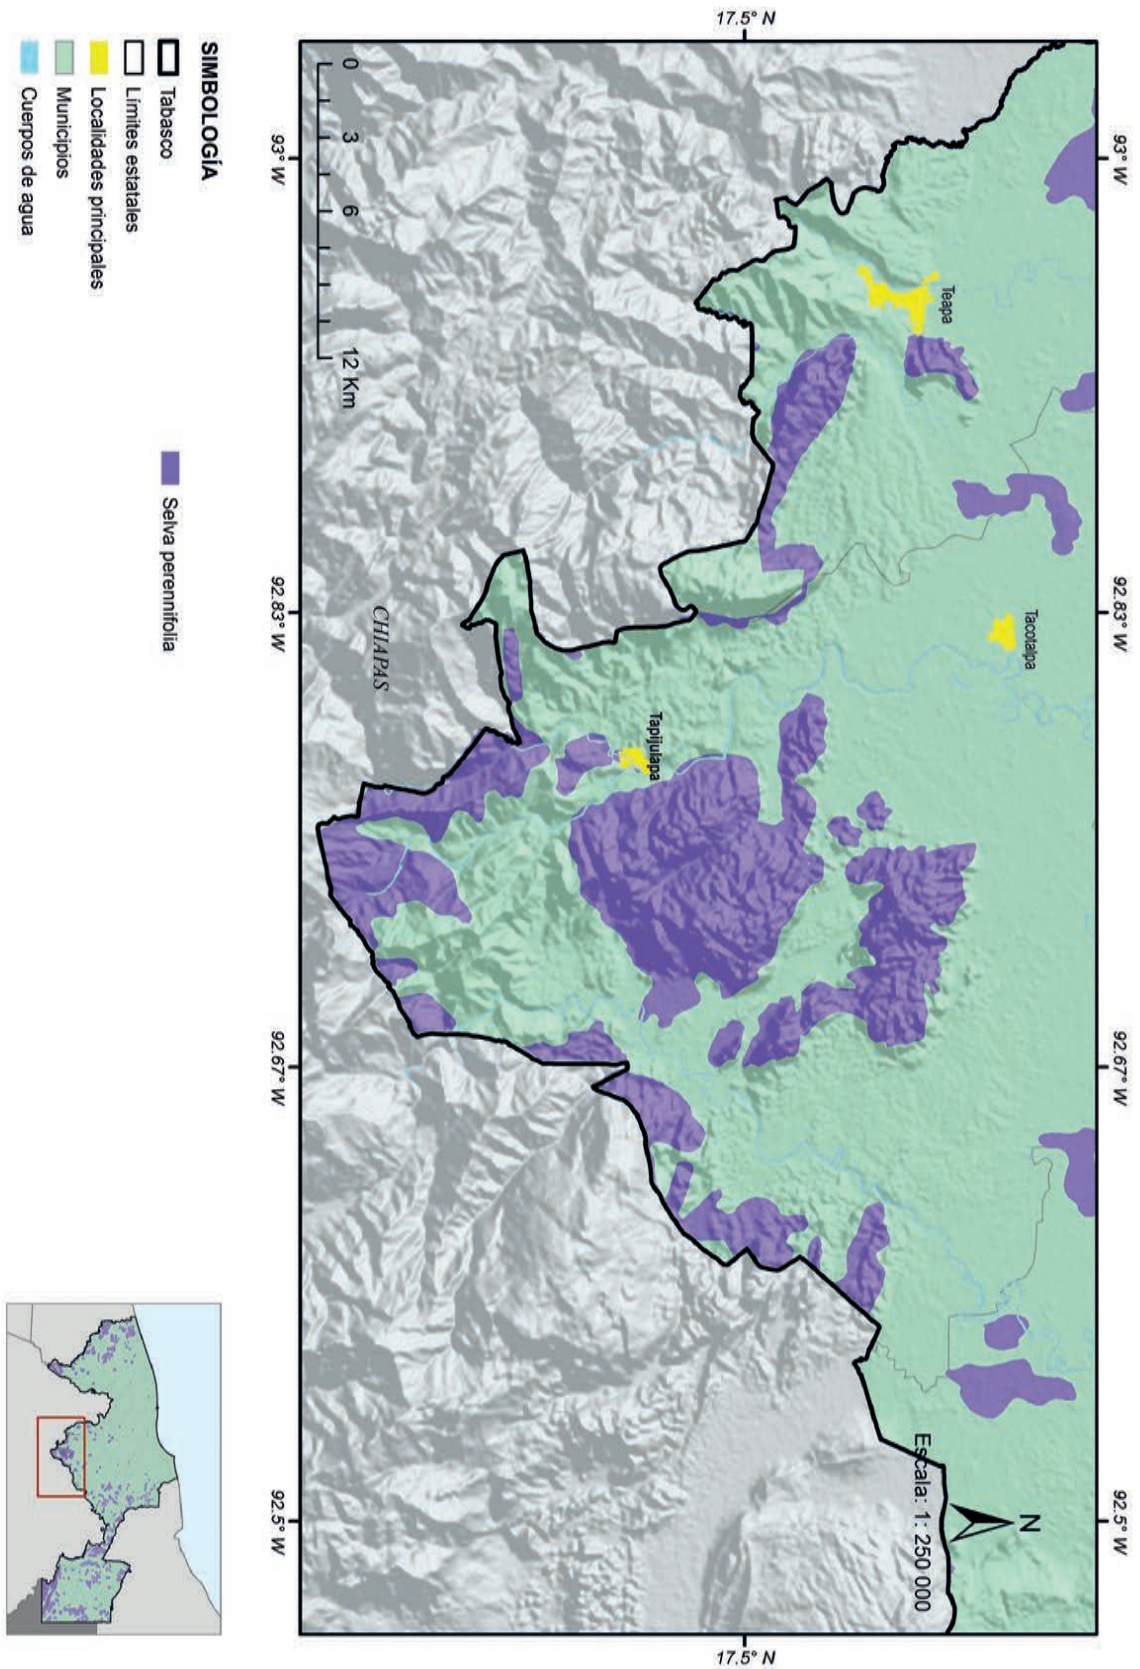 93° W
92.83° W
92.67° W
92.5° W
17.5° N
17.5° N
N
Escala: 1: 250 000
Teapa
Tacotalpa
Tapijulapa
CHIAPAS
0 3 6 12 Km
93° W
92.83° W
92.67° W
92.5° W
SIMBOLOGÍA
Tabasco
Límites estatales
Localidades principales
Municipios
Cuerpos de agua
Selva perennifolia